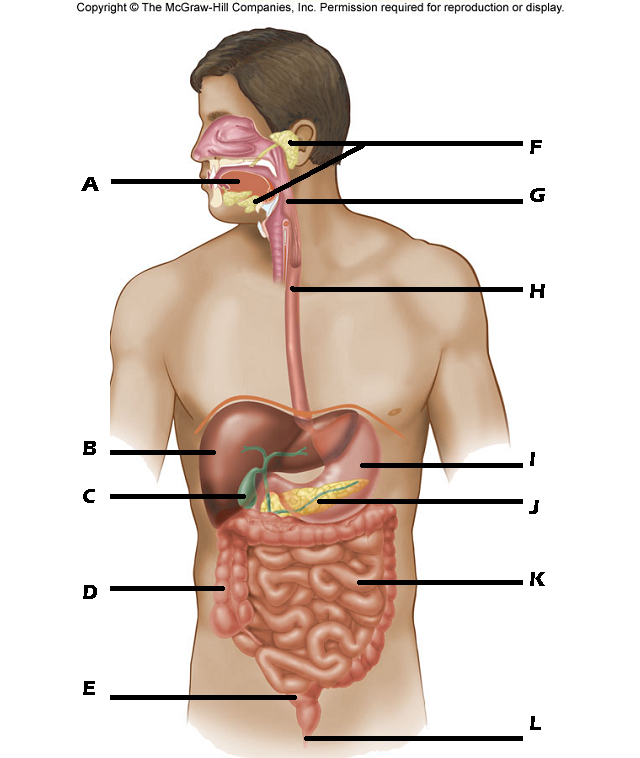 Copyright © The McGraw-Hill Companies, Inc. Permission required for reproduction or display.
F
A
G
H
B
I
C
J
K
D
E
L